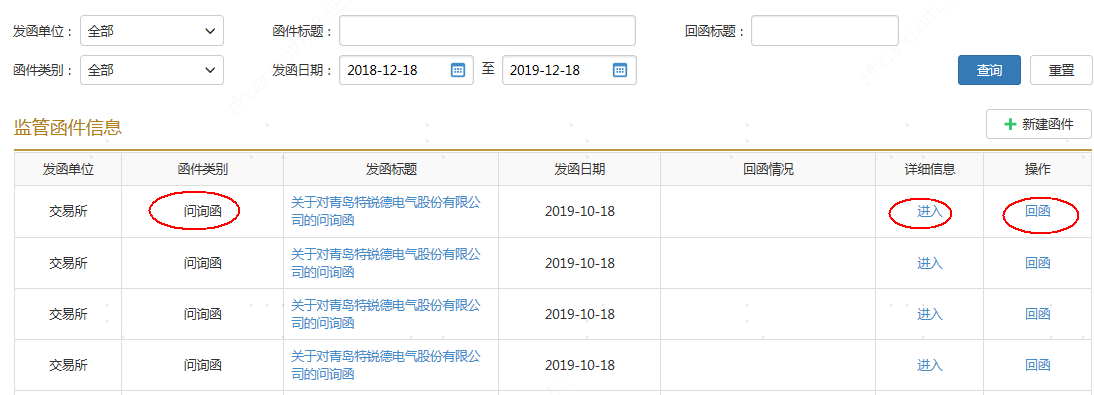 发函单位： 全部 函件标题： 回函标题：
函件类别： 全部 发函日期： 2018-12-18 至 2019-12-18 查询 重置
监管函件信息 新建函件
发函单位 函件类别 发函标题 发函日期 回函情况 详细信息 操作
交易所 问询函 关于对青岛特锐德电气股份有限公 2019-10-18 进入 回函
司的问询函
交易所 问询函 关于对青岛特锐德电气股份有限公 2019-10-18 进入 回函
司的问询函
交易所 问询函 关于对青岛特锐德电气股份有限公 2019-10-18 进入 回函
司的问询函
交易所 问询函 关于对青岛特锐德电气股份有限公 2019-10-18 进入 回函
司的问询函